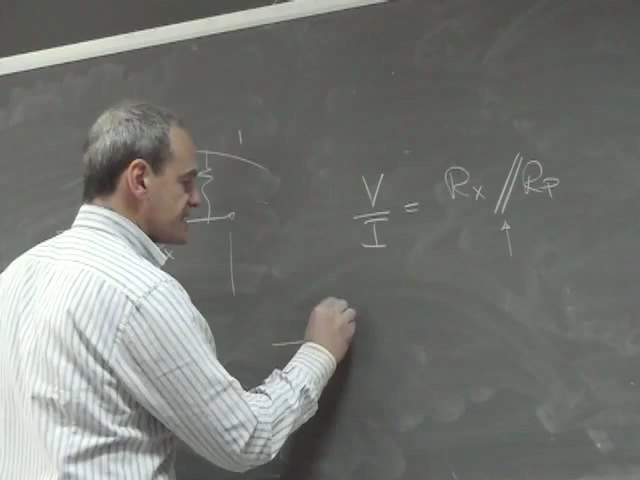 V/I = Rx // RP
x